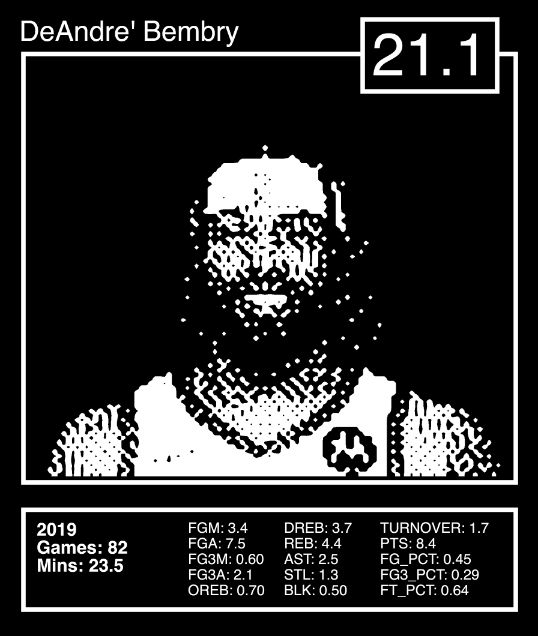 DeAndre' Bembry
21.1
2019
Games: 82
Mins: 23.5
FGM: 3.4
FGA: 7.5
FG3M: 0.60
FG3A: 2.1
OREB: 0.70
DREB: 3.7
REB: 4.4
AST: 2.5
STL: 1.3
BLK: 0.50
TURNOVER: 1.7
PTS: 8.4
FG_PCT: 0.45
FG3_PCT: 0.29
FT_PCT: 0.64